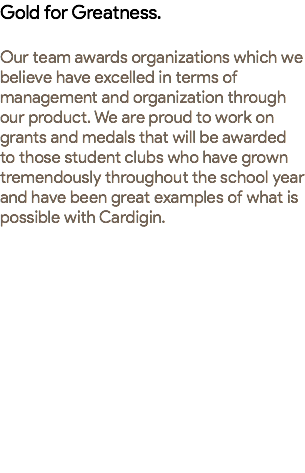 Gold for Greatness.
Our team awards organizations which we
believe have excelled in terms of
management and organization through
our product. We are proud to work on
grants and medals that will be awarded
to those student clubs who have grown
tremendously throughout the school year
and have been great examples of what is
possible with Cardigin.